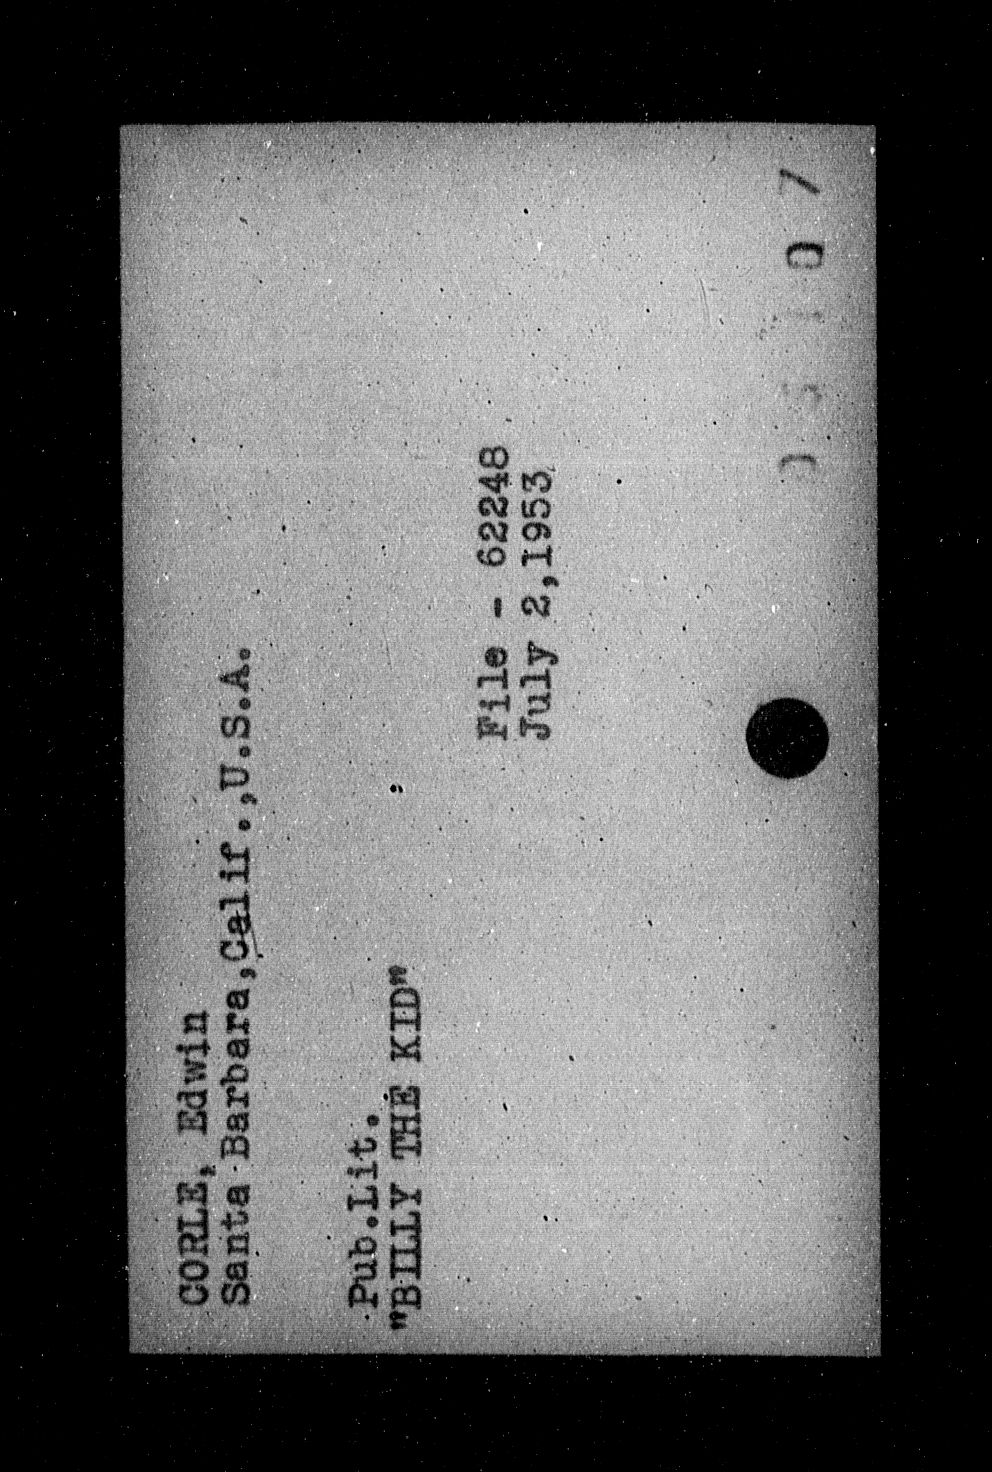 CORLE, Edwin
Santa Barbara,Calif.,U.S.A.
Pub.Lit.
"BILLY THE KID"
File - 62248
July 2,1953